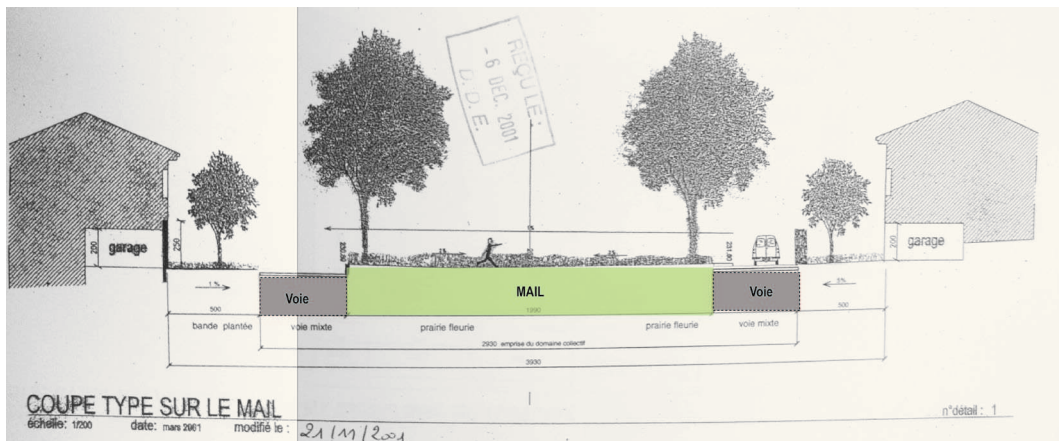 REÇU LE :
- 6 DEC. 2001
D. D. E.
garage
200
250
garage
200
1 %
5%
Voie
MAIL
Voie
500
500
bande plantée
voie mixte
prairie fleurie
prairie fleurie
voie mixte
2930 emprise du domaine collectif
3930
COUPE TYPE SUR LE MAIL
échelle: 1/200
date: mars 2001
modifié le : 21/11/2001
n°détail : 1